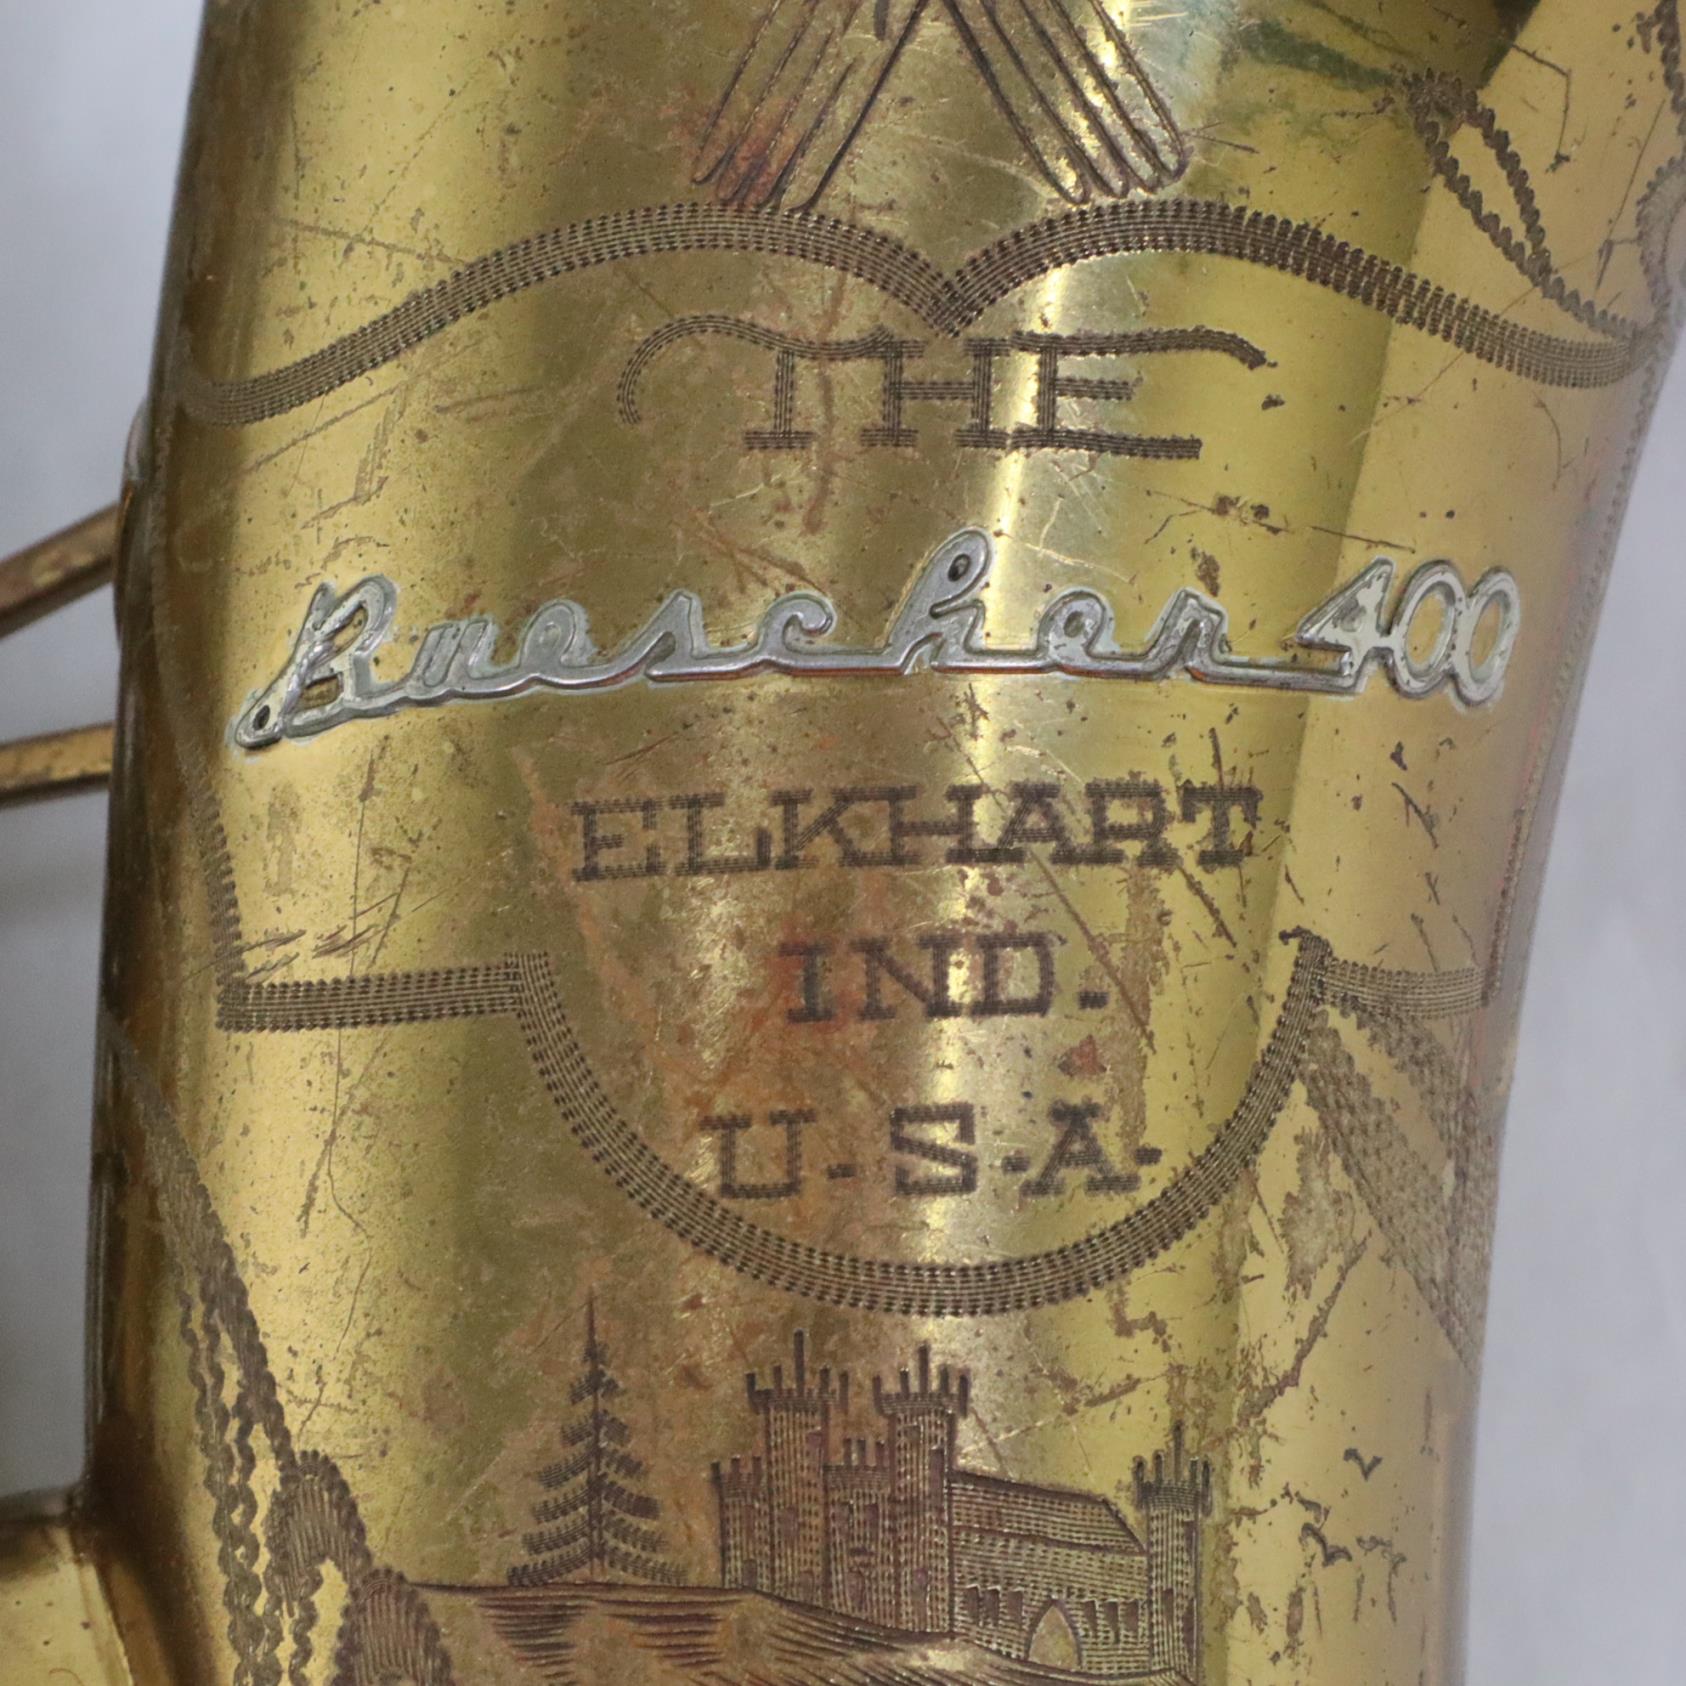 THE
Buescher 400
ELKHART
IND.
U.S.A.